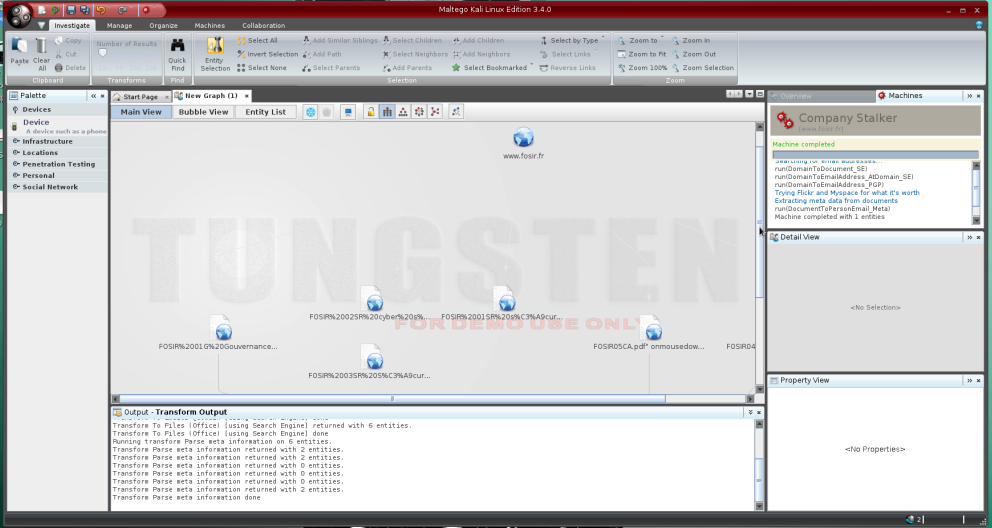 Maltego Kali Linux Edition 3.4.0
Investigate Manage Organize Machines Collaboration
Copy Number of Results Select All Add Similar Siblings Select Children Add Children Select by Type Zoom to Zoom In
Cut Invert Selection Add Path Select Neighbors Add Neighbors Select Links Zoom to Fit Zoom Out
Paste Clear All Delete Quick Find Entity Selection Select None Select Parents Add Parents Select Bookmarked Reverse Links Zoom 100% Zoom Selection
Clipboard Transforms Find Selection Zoom
Palette
Devices
Device
A device such as a phone
Infrastructure
Locations
Penetration Testing
Personal
Social Network
Start Page New Graph (1)
Main View Bubble View Entity List
www.fosir.fr
TUNGSTEN
FOR DEMO USE ONLY
FOSIR%2002SR%20cyber%20s%...
FOSIR%2001SR%20s%C3%A9cur...
FOSIR%2001G%20Gouvernance...
FOSIR05CA.pdf" onmousedow...
FOSIR04
FOSIR%2003SR%20S%C3%A9cur...
Output - Transform Output
Transform To Files (Office) [using Search Engine] returned with 6 entities.
Transform To Files (Office) [using Search Engine] done
Running transform Parse meta information on 6 entities.
Transform Parse meta information returned with 2 entities.
Transform Parse meta information returned with 2 entities.
Transform Parse meta information returned with 0 entities.
Transform Parse meta information returned with 0 entities.
Transform Parse meta information returned with 0 entities.
Transform Parse meta information returned with 2 entities.
Transform Parse meta information done
Overview Machines
Company Stalker
(www.fosir.fr)
Machine completed
Searching for email addresses...
run(DomainToDocument_SE)
run(DomainToEmailAddress_AtDomain_SE)
run(DomainToEmailAddress_PGP)
Trying Flickr and Myspace for what it's worth
Extracting meta data from documents
run(DocumentToPersonEmail_Meta)
Machine completed with 1 entities
Detail View
<No Selection>
Property View
<No Properties>
2